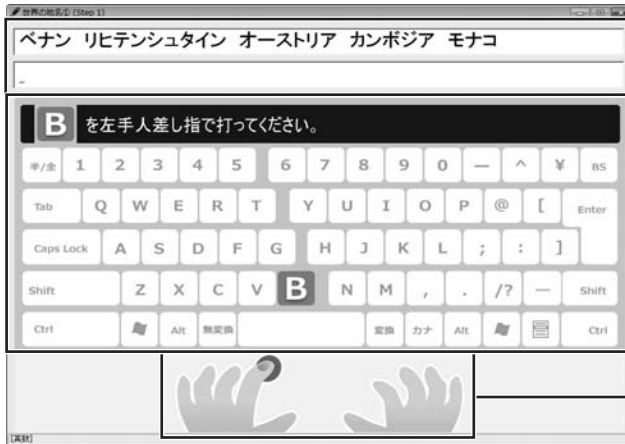 世界の地名① (Step 1)
ベナン リヒテンシュタイン オーストリア カンボジア モナコ
_
B を左手人差し指で打ってください。
半/全 1 2 3 4 5 6 7 8 9 0 — ^ ¥ BS
Tab Q W E R T Y U I O P @ [ Enter
Caps Lock A S D F G H J K L ; : ]
Shift Z X C V B N M , . /? — Shift
Ctrl Alt 無変換 変換 カナ Alt Ctrl
[英数]